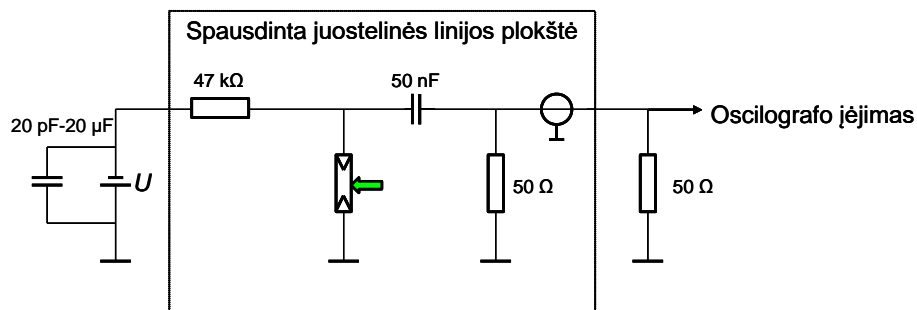 Spausdinta juostelinės linijos plokštė
47 kΩ
50 nF
20 pF-20 µF
Oscilografo įėjimas
U
50 Ω
50 Ω